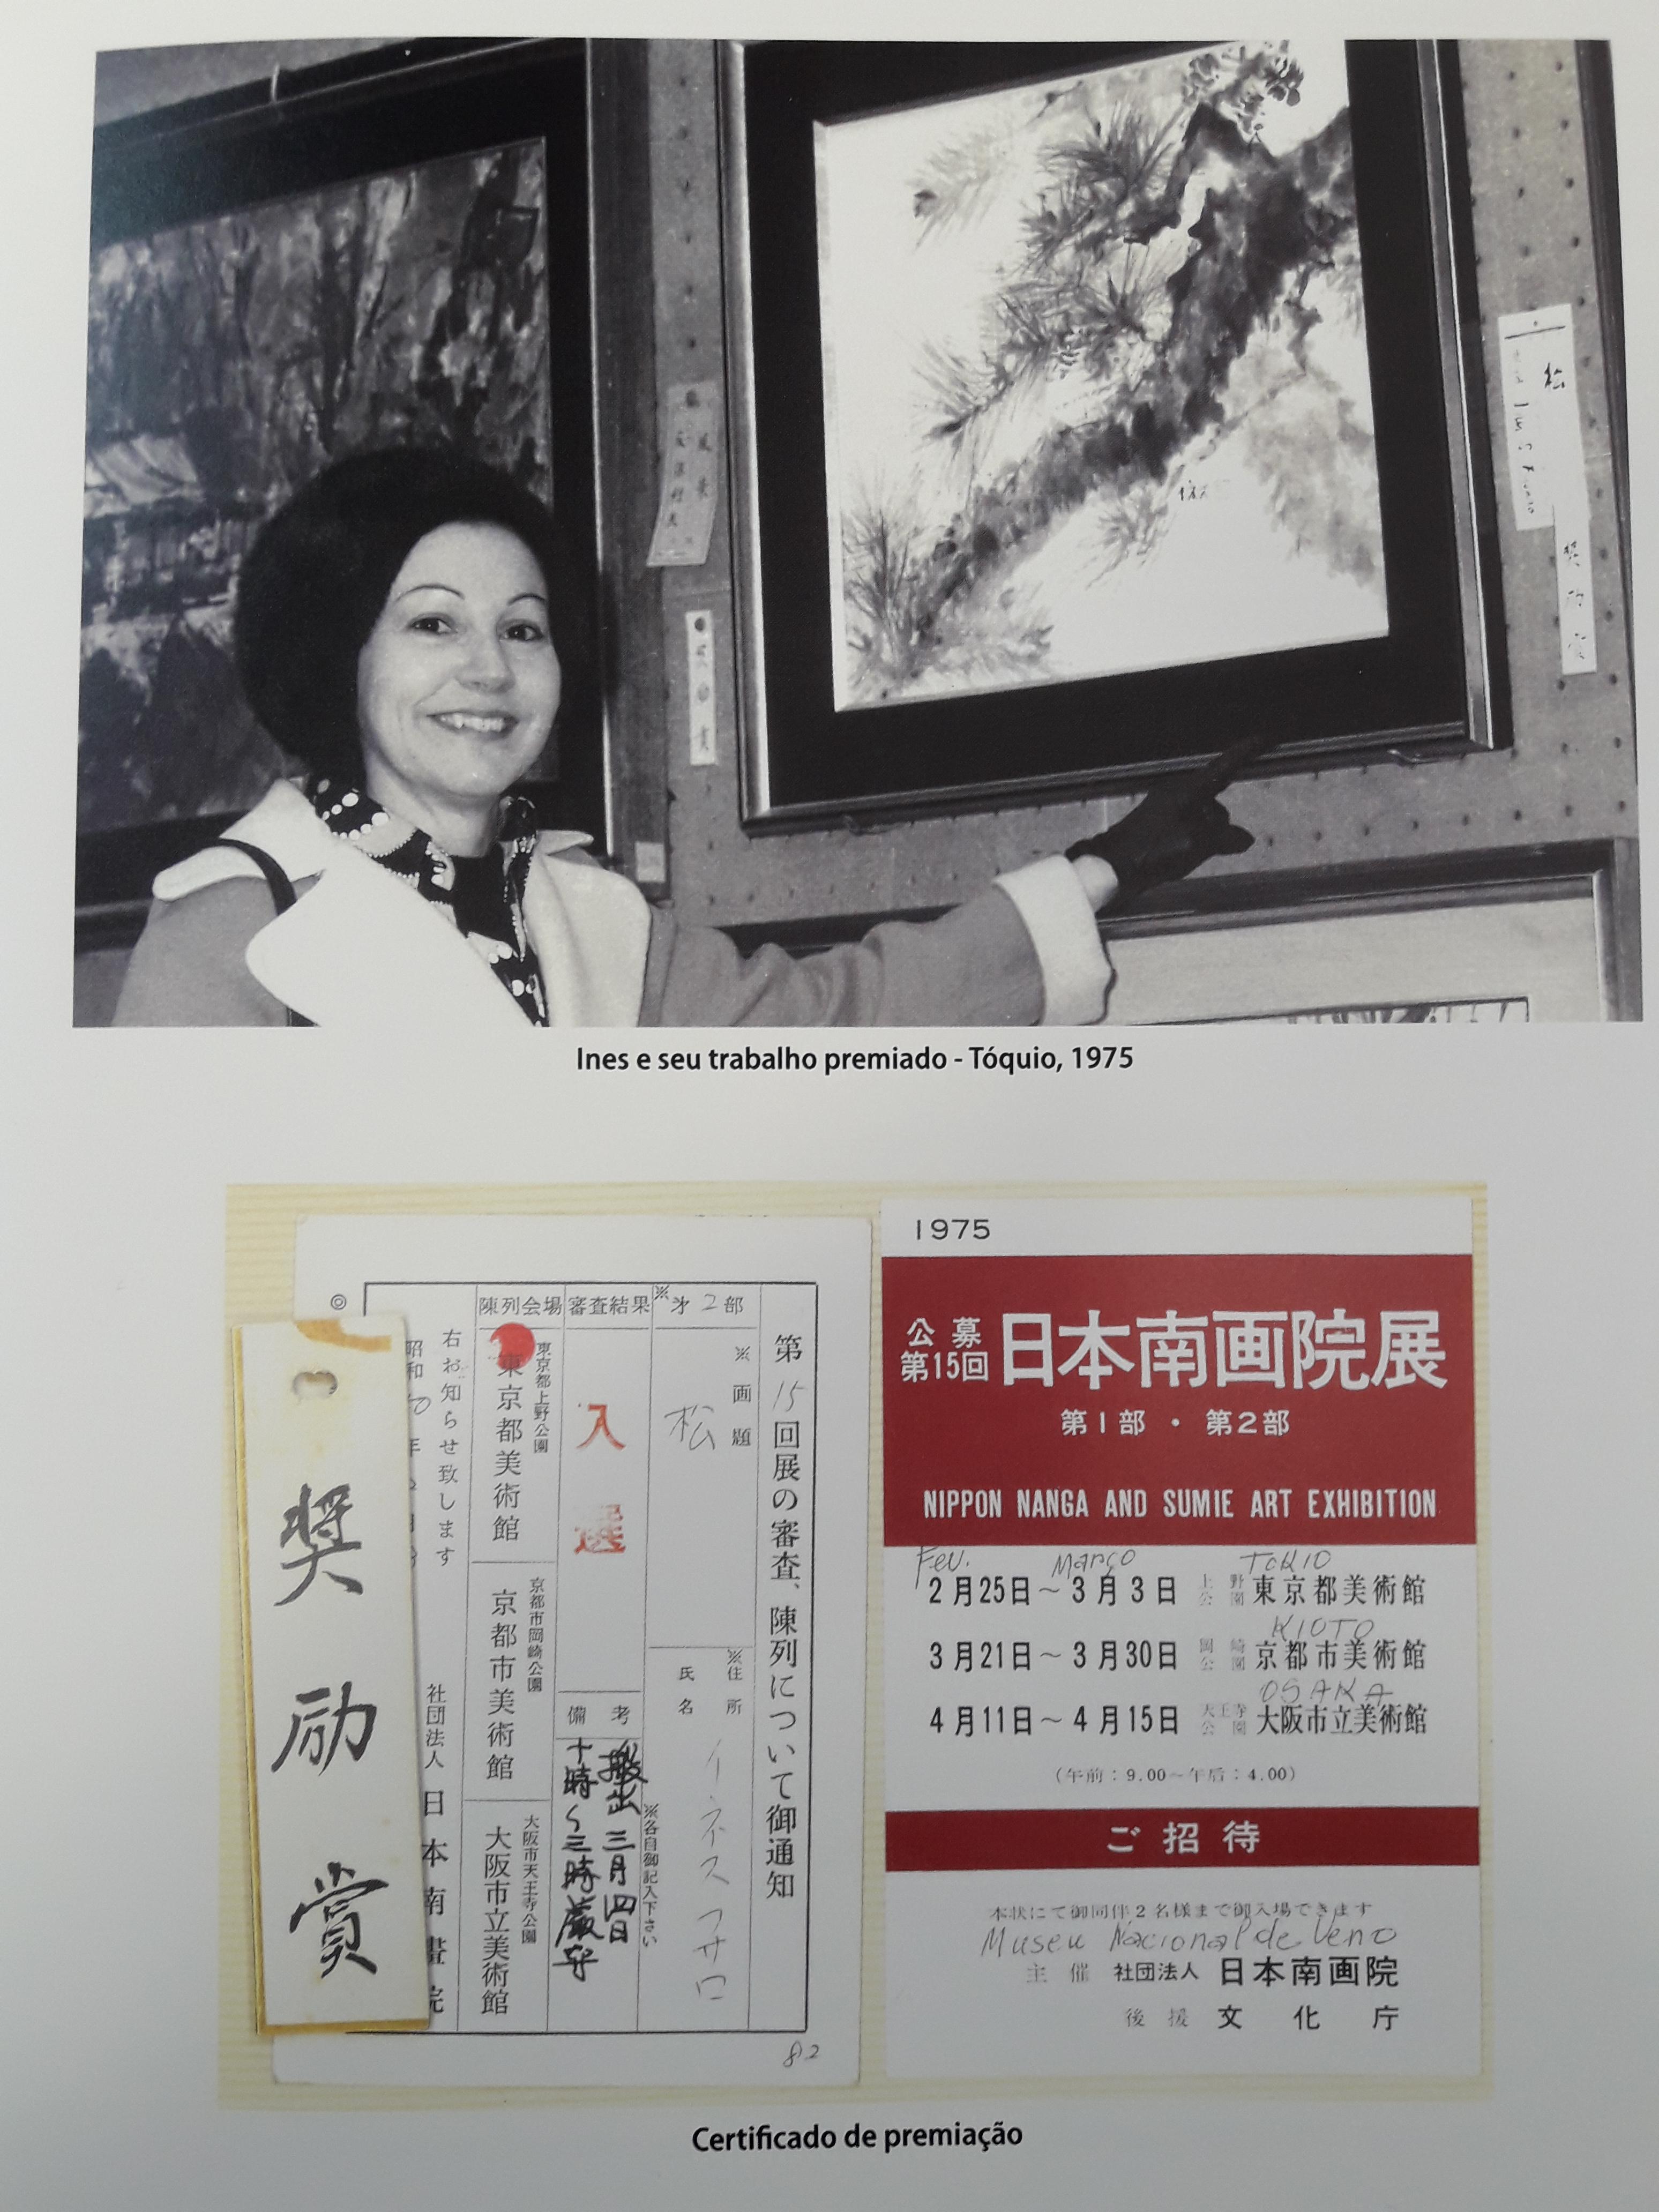 松
奨励賞
Ines e seu trabalho premiado - Tóquio, 1975
奨励賞
第15回展の審査、陳列について御通知
※第2部
※画題
松
※住所
氏名
イネスフサロ
※各自御記入下さい
審査結果
入選
備考
搬出三月四日
十時〜三時厳守
陳列会場
東京都上野公園
東京都美術館
京都市岡崎公園
京都市美術館
大阪市天王寺公園
大阪市立美術館
右お知らせ致します
昭和50年2月
社団法人日本南畫院
82
1975
公募
第15回
日本南画院展
第1部・第2部
NIPPON NANGA AND SUMIE ART EXHIBITION
Fev. Março Tokio
2月25日~3月3日 上野公園 東京都美術館
KIOTO
3月21日~3月30日 岡崎公園 京都市美術館
OSAKA
4月11日~4月15日 天王寺公園 大阪市立美術館
(午前:9.00~午后:4.00)
ご招待
本状にて御同伴2名様まで御入場できます
Museu Nacional de Veno
主催 社団法人 日本南画院
後援 文化庁
Certificado de premiação